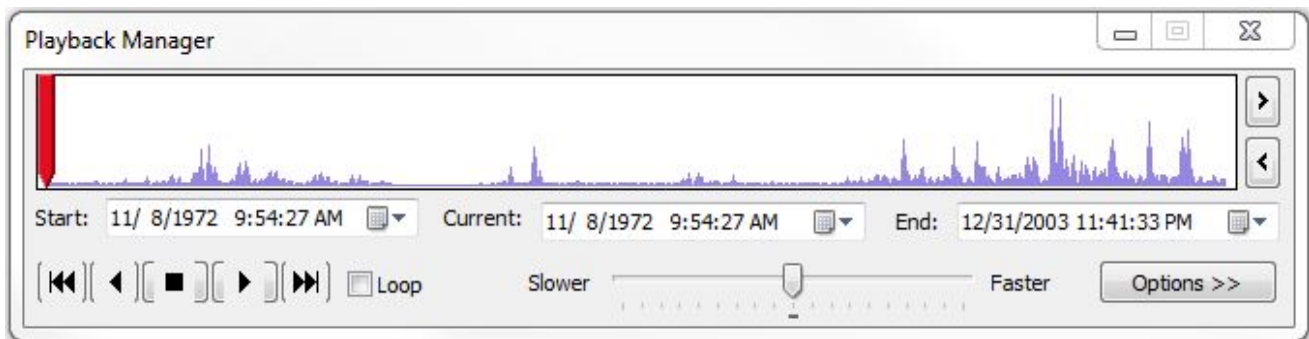 Playback Manager
Start: 11/ 8/1972 9:54:27 AM Current: 11/ 8/1972 9:54:27 AM End: 12/31/2003 11:41:33 PM
Loop Slower Faster Options >>